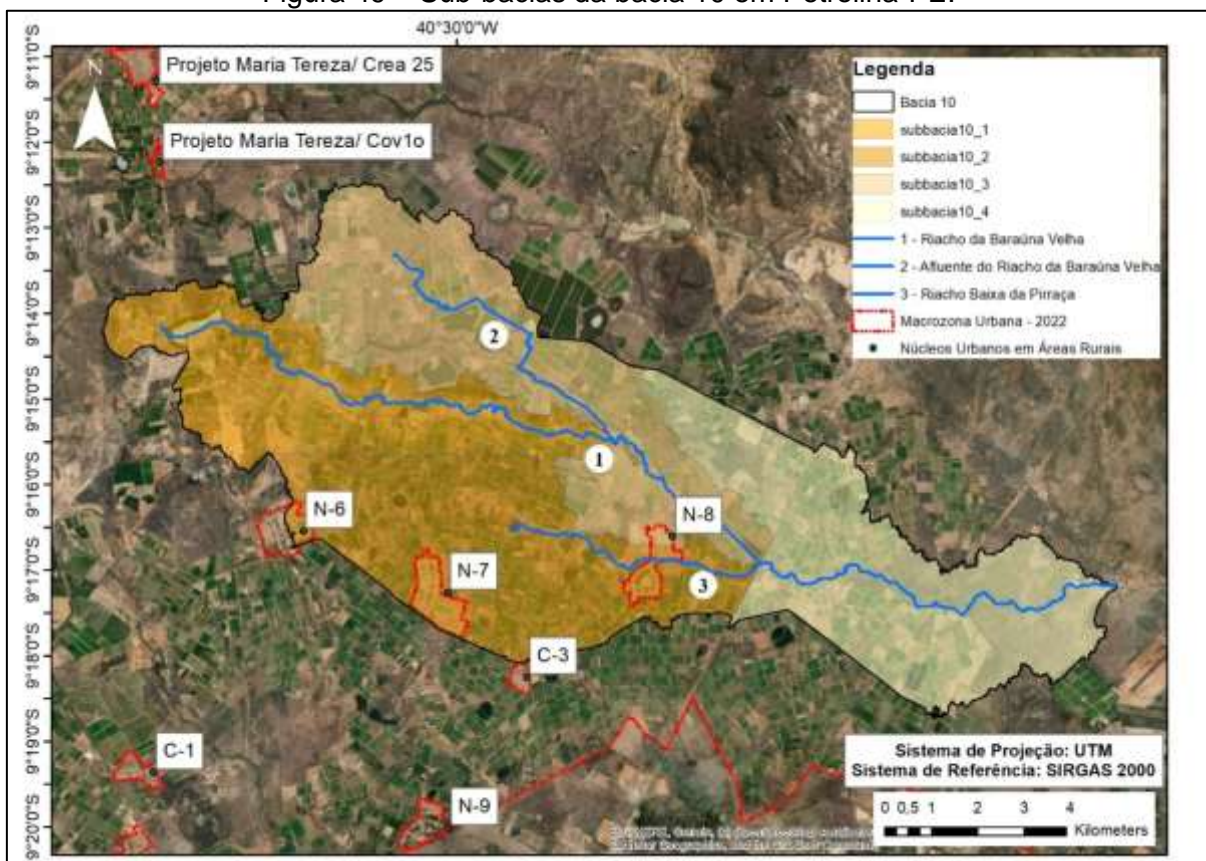 40°30'0"W
9°11'0"S
9°12'0"S
9°13'0"S
9°14'0"S
9°15'0"S
9°16'0"S
9°17'0"S
9°18'0"S
9°19'0"S
9°20'0"S
N
Projeto Maria Tereza/ Crea 25
Projeto Maria Tereza/ Cov1o
Legenda
Bacia 10
subbacia10_1
subbacia10_2
subbacia10_3
subbacia10_4
1 - Riacho da Baraúna Velha
2 - Afluente do Riacho da Baraúna Velha
3 - Riacho Baixa da Pirraça
Macrozona Urbana - 2022
Núcleos Urbanos em Áreas Rurais
2
1
N-6
N-8
N-7
3
C-3
C-1
N-9
Sistema de Projeção: UTM
Sistema de Referência: SIRGAS 2000
0 0,5 1 2 3 4
Kilometers